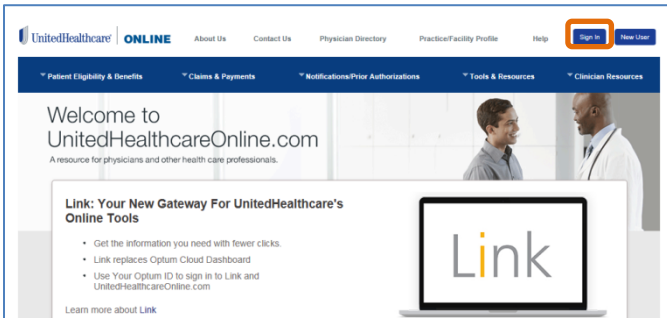 UnitedHealthcare ONLINE About Us Contact Us Physician Directory Practice/Facility Profile Help Sign In New User
Patient Eligibility & Benefits Claims & Payments Notifications/Prior Authorizations Tools & Resources Clinician Resources
Welcome to
UnitedHealthcareOnline.com
A resource for physicians and other health care professionals.
Link: Your New Gateway For UnitedHealthcare's
Online Tools
• Get the information you need with fewer clicks.
• Link replaces Optum Cloud Dashboard
• Use Your Optum ID to sign in to Link and
UnitedHealthcareOnline.com
Learn more about Link
Link